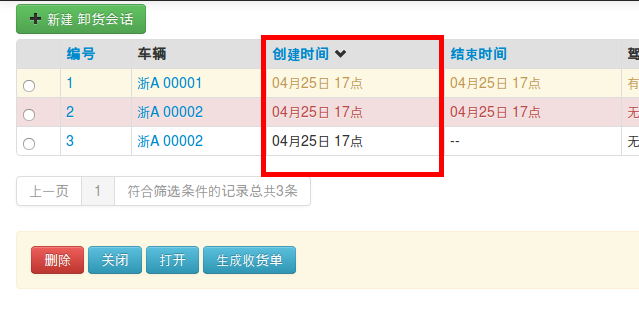 新建 卸货会话
编号 车辆 创建时间 结束时间 驾
1 浙A 00001 04月25日 17点 04月25日 17点 有
2 浙A 00002 04月25日 17点 04月25日 17点 无
3 浙A 00002 04月25日 17点 -- 无
上一页 1 符合筛选条件的记录总共3条
删除 关闭 打开 生成收货单